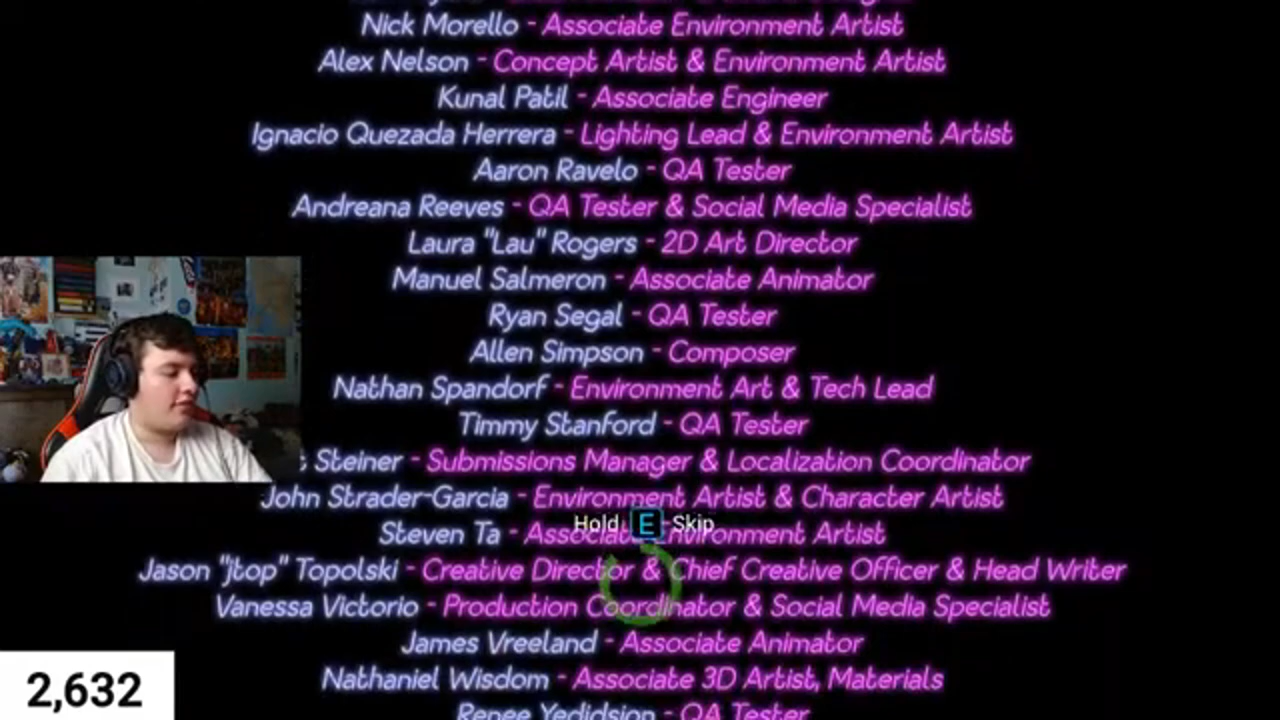 Nick Morello - Associate Environment Artist
Alex Nelson - Concept Artist & Environment Artist
Kunal Patil - Associate Engineer
Ignacio Quezada Herrera - Lighting Lead & Environment Artist
Aaron Ravelo - QA Tester
Andreana Reeves - QA Tester & Social Media Specialist
Laura "Lau" Rogers - 2D Art Director
Manuel Salmeron - Associate Animator
Ryan Segal - QA Tester
Allen Simpson - Composer
Nathan Spandorf - Environment Art & Tech Lead
Timmy Stanford - QA Tester
Steiner - Submissions Manager & Localization Coordinator
John Strader-Garcia - Environment Artist & Character Artist
Hold E Skip
Steven Ta - Associate Environment Artist
Jason "jtop" Topolski - Creative Director & Chief Creative Officer & Head Writer
Vanessa Victorio - Production Coordinator & Social Media Specialist
James Vreeland - Associate Animator
Nathaniel Wisdom - Associate 3D Artist, Materials
Renee Yedidsion - QA Tester
2,632